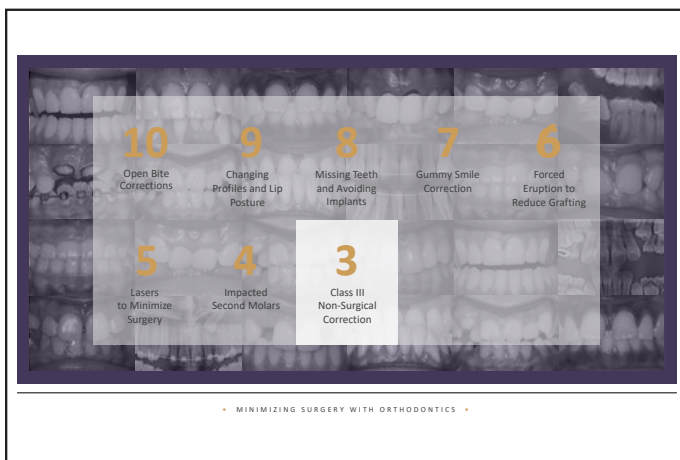 10
Open Bite
Corrections
9
Changing
Profiles and Lip
Posture
8
Missing Teeth
and Avoiding
Implants
7
Gummy Smile
Correction
6
Forced
Eruption to
Reduce Grafting
5
Lasers
to Minimize
Surgery
4
Impacted
Second Molars
3
Class III
Non-Surgical
Correction
• MINIMIZING SURGERY WITH ORTHODONTICS •